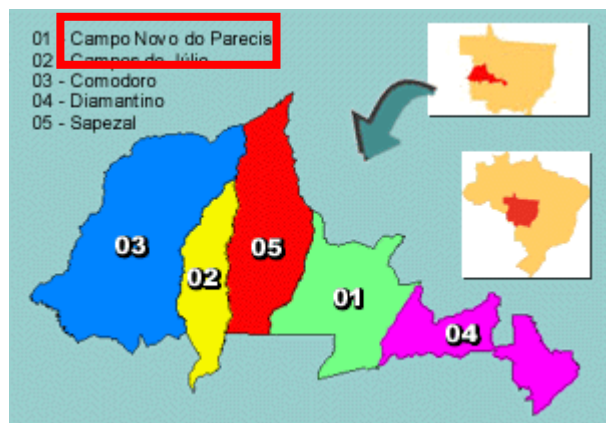 01 - Campo Novo do Parecis
02 - Campos de Júlio
03 - Comodoro
04 - Diamantino
05 - Sapezal
03
02
05
01
04